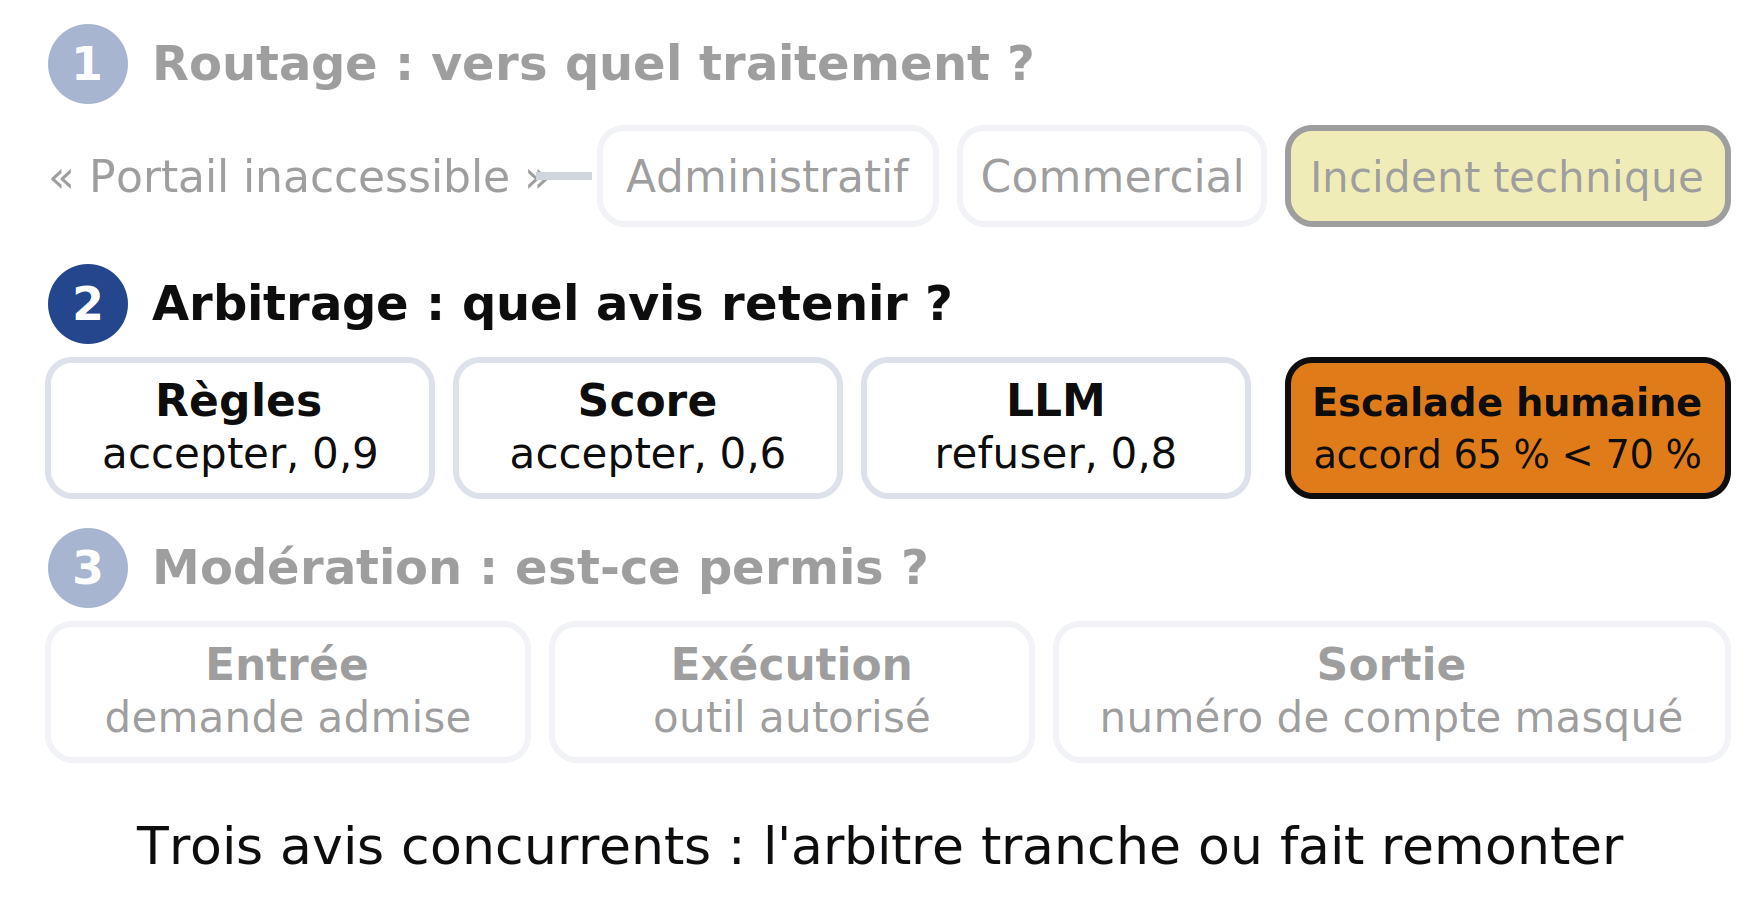 1 Routage : vers quel traitement ?
« Portail inaccessible » Administratif Commercial Incident technique
2 Arbitrage : quel avis retenir ?
Règles Score LLM Escalade humaine
accepter, 0,9 accepter, 0,6 refuser, 0,8 accord 65 % < 70 %
3 Modération : est-ce permis ?
Entrée Exécution Sortie
demande admise outil autorisé numéro de compte masqué
Trois avis concurrents : l'arbitre tranche ou fait remonter